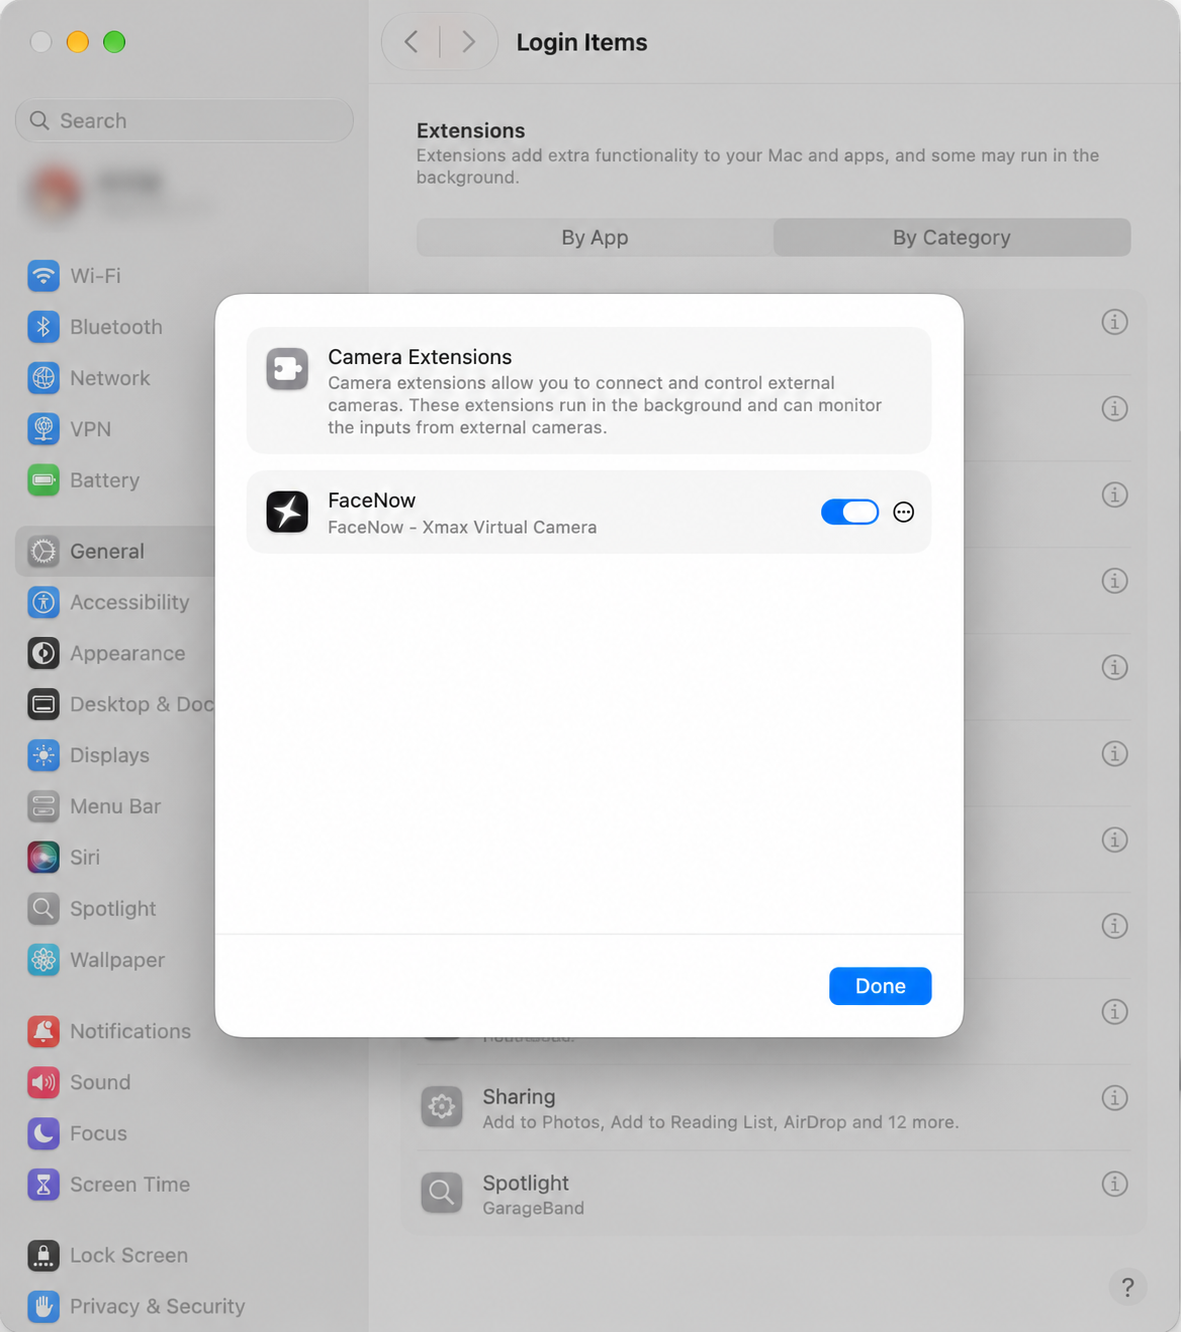 Login Items
Search
Extensions
Extensions add extra functionality to your Mac and apps, and some may run in the
background.
By App
By Category
Wi-Fi
Bluetooth
Network
VPN
Battery
General
Accessibility
Appearance
Desktop & Doc
Displays
Menu Bar
Siri
Spotlight
Wallpaper
Notifications
Sound
Focus
Screen Time
Lock Screen
Privacy & Security
Camera Extensions
Camera extensions allow you to connect and control external
cameras. These extensions run in the background and can monitor
the inputs from external cameras.
FaceNow
FaceNow - Xmax Virtual Camera
Done
Sharing
Add to Photos, Add to Reading List, AirDrop and 12 more.
Spotlight
GarageBand
?